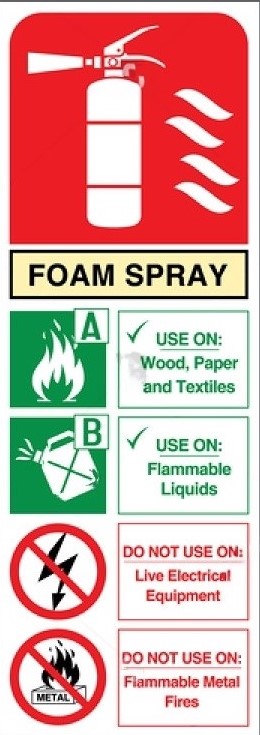 FOAM SPRAY
A
USE ON:
Wood, Paper
and Textiles
B
USE ON:
Flammable
Liquids
DO NOT USE ON:
Live Electrical
Equipment
METAL
DO NOT USE ON:
Flammable Metal
Fires